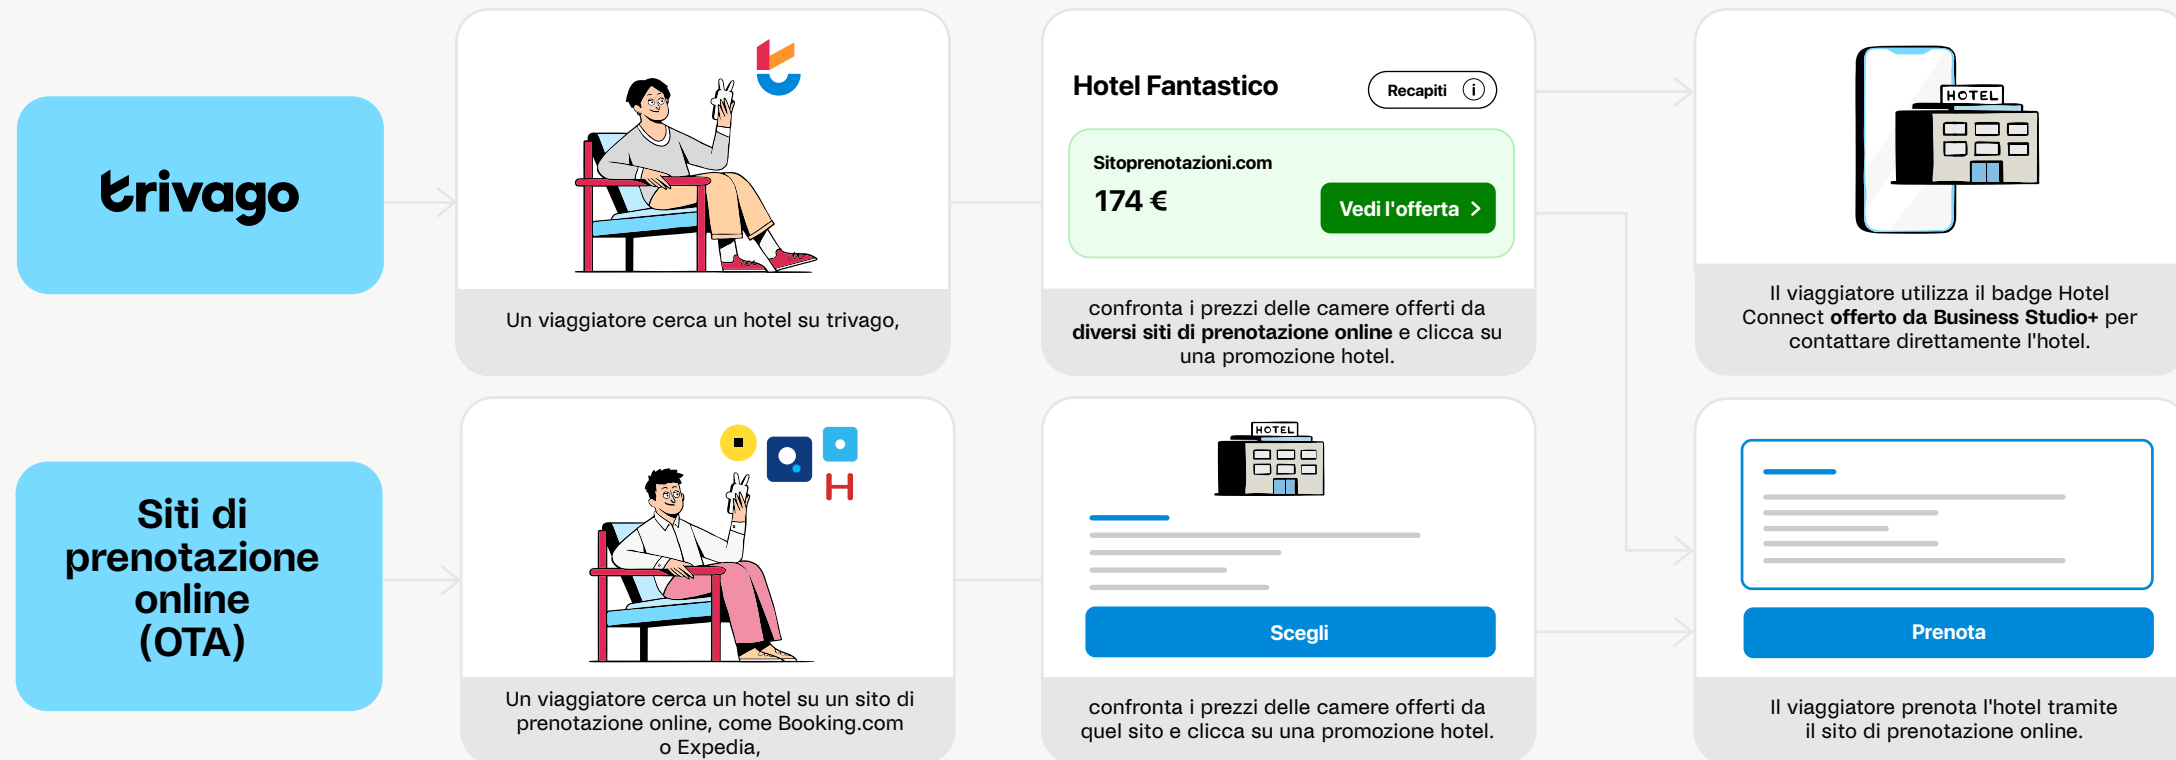 trivago
Un viaggiatore cerca un hotel su trivago,
Hotel Fantastico
Recapiti i
Sitoprenotazioni.com
174 €
Vedi l'offerta
confronta i prezzi delle camere offerti da
diversi siti di prenotazione online e clicca su
una promozione hotel.
HOTEL
Il viaggiatore utilizza il badge Hotel
Connect offerto da Business Studio+ per
contattare direttamente l'hotel.
Siti di
prenotazione
online
(OTA)
H
Un viaggiatore cerca un hotel su un sito di
prenotazione online, come Booking.com
o Expedia,
HOTEL
Scegli
confronta i prezzi delle camere offerti da
quel sito e clicca su una promozione hotel.
Prenota
Il viaggiatore prenota l'hotel tramite
il sito di prenotazione online.